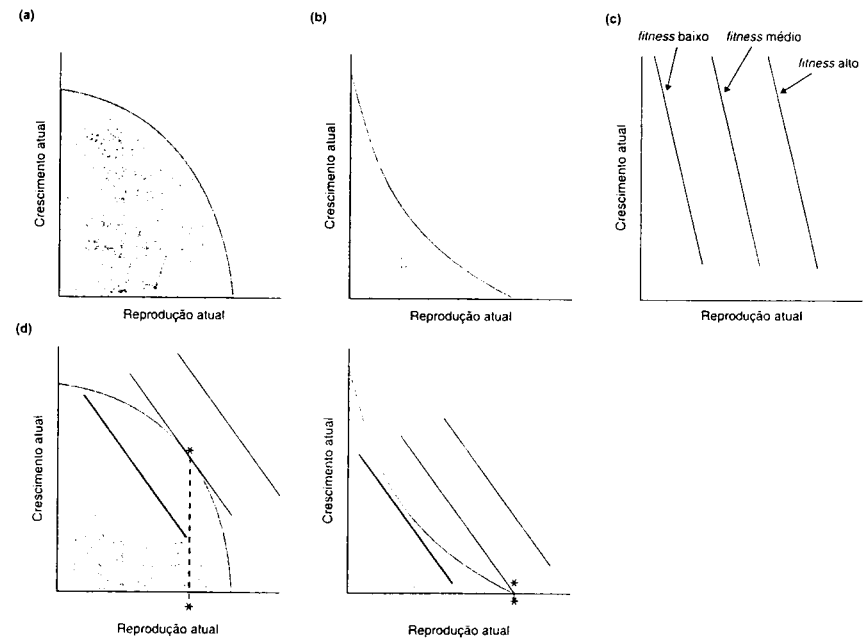 (a)
Crescimento atual
Reprodução atual
(b)
Crescimento atual
Reprodução atual
(c)
fitness baixo
fitness médio
fitness alto
Crescimento atual
Reprodução atual
(d)
Crescimento atual
*
*
Reprodução atual
Crescimento atual
*
*
Reprodução atual